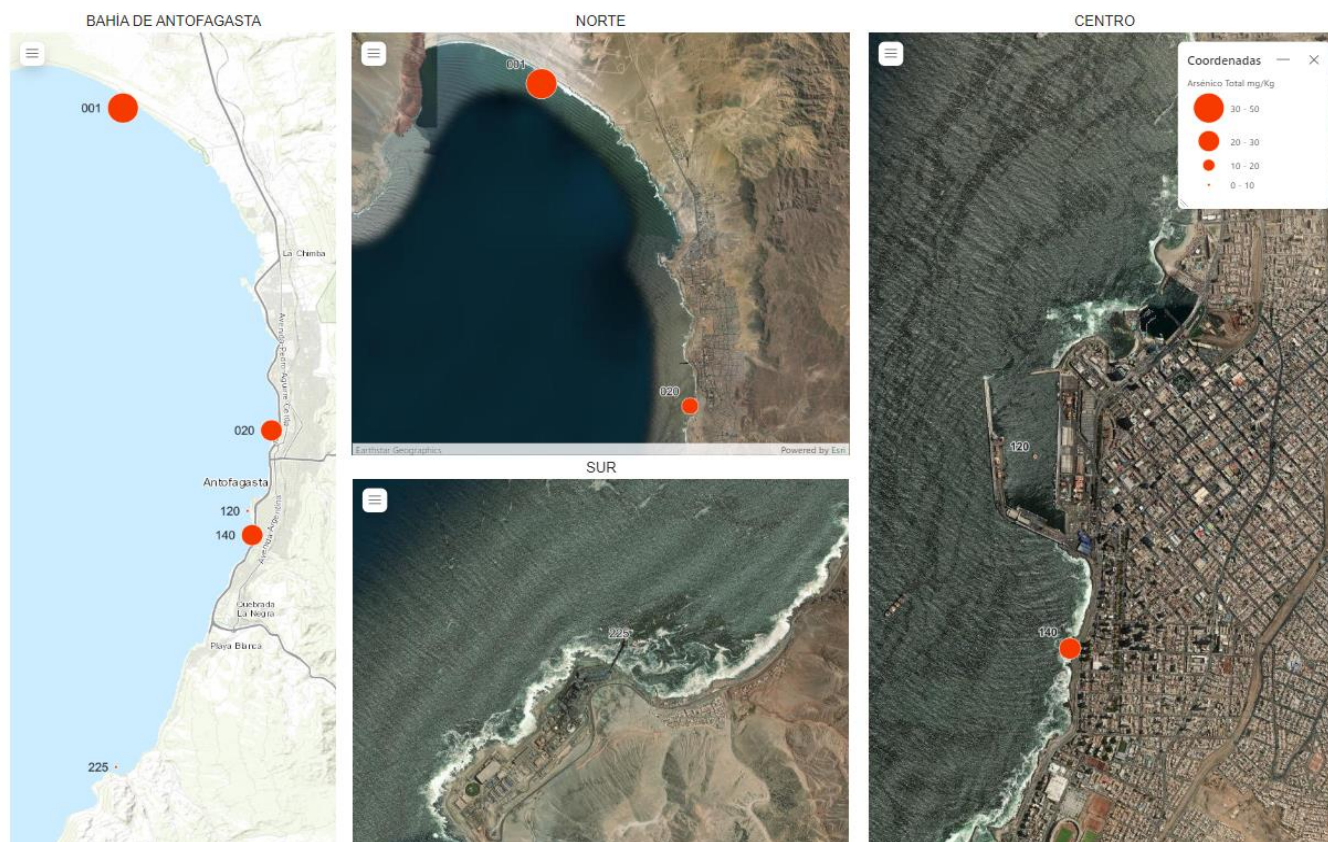 BAHÍA DE ANTOFAGASTA
001
La Chimba
Avenida Pedro Aguirre Cerda
020
Antofagasta
120
140
Avenida Argentina
Quebrada
La Negra
Playa Blanca
225
NORTE
001
020
Earthstar Geographics
Powered by Esri
SUR
225
CENTRO
Coordenadas
Arsénico Total mg/Kg
30 - 50
20 - 30
10 - 20
0 - 10
120
140